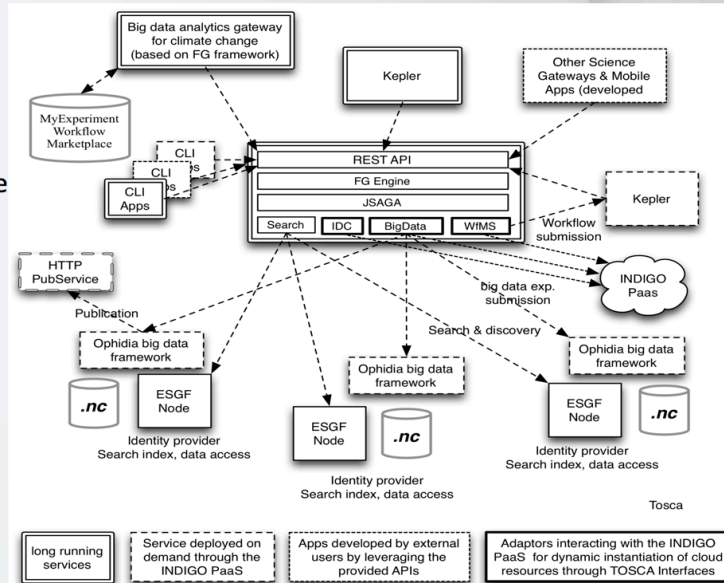 Big data analytics gateway
for climate change
(based on FG framework)
Kepler
Other Science
Gateways & Mobile
Apps (developed
MyExperiment
Workflow
Marketplace
e
CLI
CLI
os
os
CLI
Apps
REST API
FG Engine
JSAGA
Search
IDC
BigData
WfMS
Kepler
Workflow
submission
INDIGO
Paas
HTTP
PubService
Publication
big data exp.
submission
Search & discovery
Ophidia big data
framework
Ophidia big data
framework
Ophidia big data
framework
.nc
ESGF
Node
ESGF
Node
.nc
ESGF
Node
.nc
Identity provider
Search index, data access
Identity provider
Search index, data access
Identity provider
Search index, data access
Tosca
long running
services
Service deployed on
demand through the
INDIGO PaaS
Apps developed by external
users by leveraging the
provided APIs
Adaptors interacting with the INDIGO
PaaS for dynamic instantiation of cloud
resources through TOSCA Interfaces